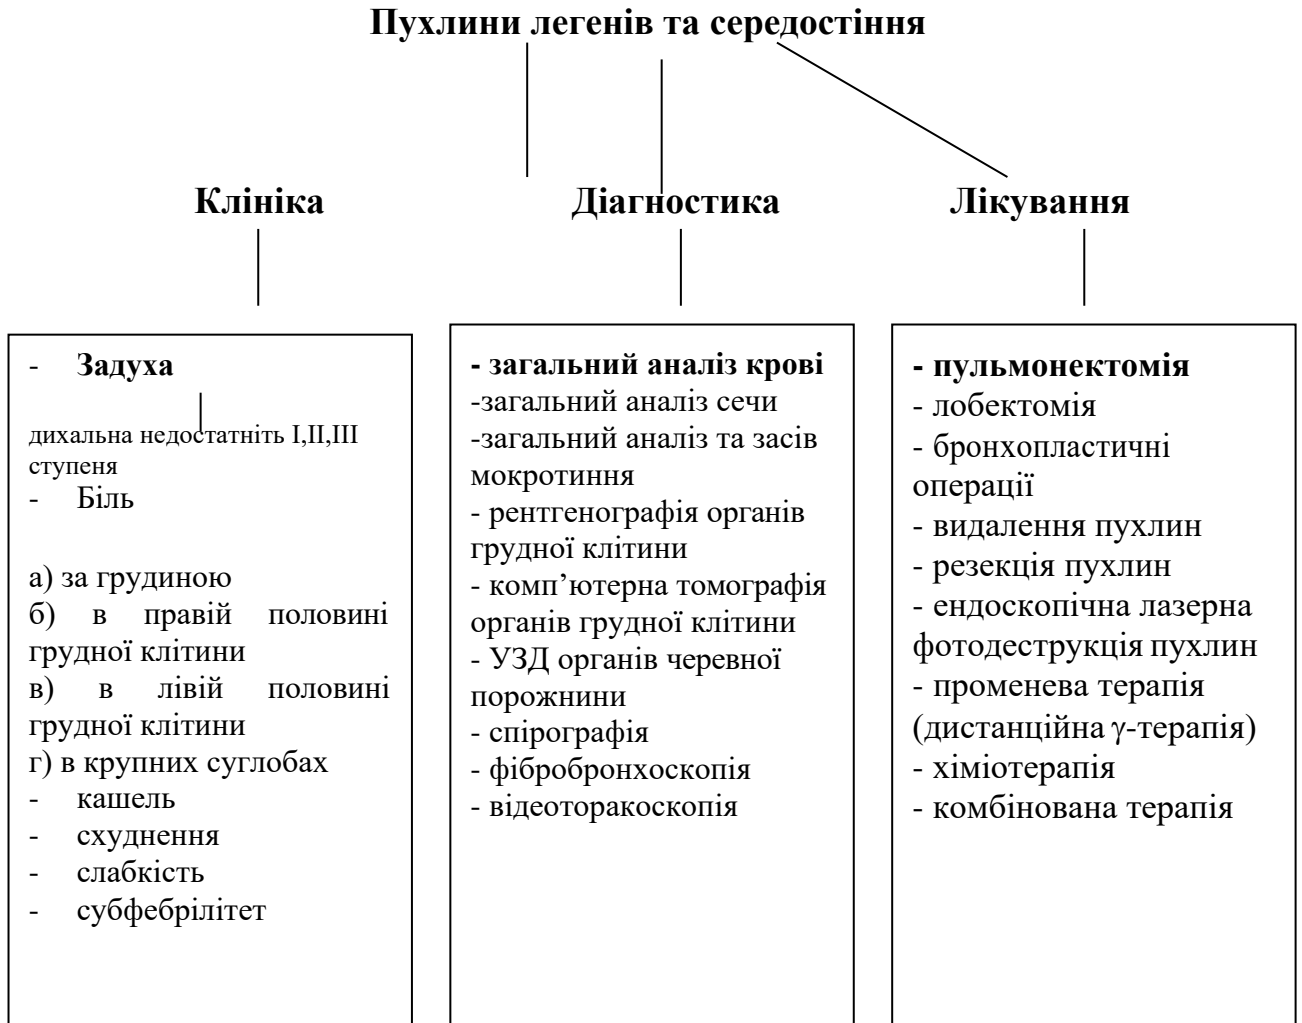 Пухлини легенів та середостіння
Клініка
Діагностика
Лікування
- Задуха
дихальна недостатніть І,ІІ,ІІІ
ступеня
- Біль
а) за грудиною
б) в правій половині
грудної клітини
в) в лівій половині
грудної клітини
г) в крупних суглобах
- кашель
- схуднення
- слабкість
- субфебрілітет
- загальний аналіз крові
-загальний аналіз сечи
-загальний аналіз та засів
мокротиння
- рентгенографія органів
грудної клітини
- комп’ютерна томографія
органів грудної клітини
- УЗД органів черевної
порожнини
- спірографія
- фібробронхоскопія
- відеоторакоскопія
- пульмонектомія
- лобектомія
- бронхопластичні
операції
- видалення пухлин
- резекція пухлин
- ендоскопічна лазерна
фотодеструкція пухлин
- променева терапія
(дистанційна γ-терапія)
- хіміотерапія
- комбінована терапія